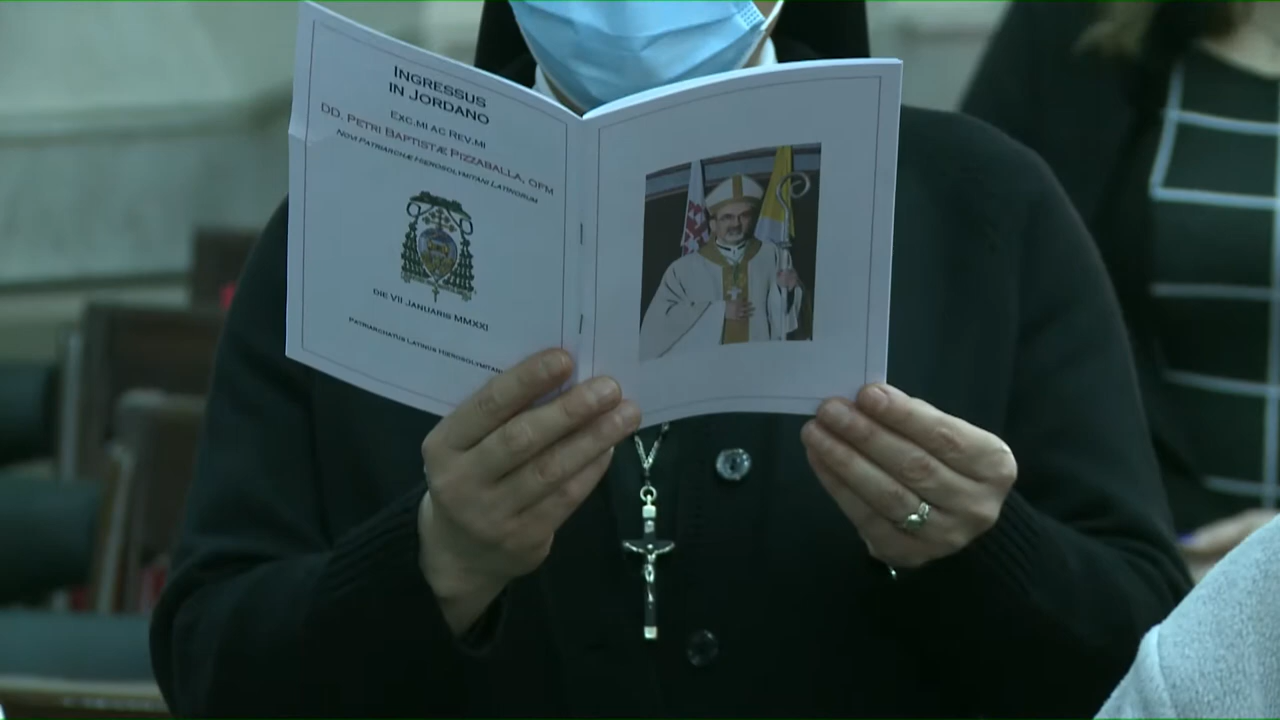 INGRESSUS
IN JORDANO
EXC.MI AC REV.MI
DD. PETRI BAPTISTÆ PIZZABALLA, OFM
NOVI PATRIARCHÆ HIEROSOLYMITANI LATINORUM
DIE VII JANUARIS MMXXI
PATRIARCHATUS LATINUS HIEROSOLYMITAN